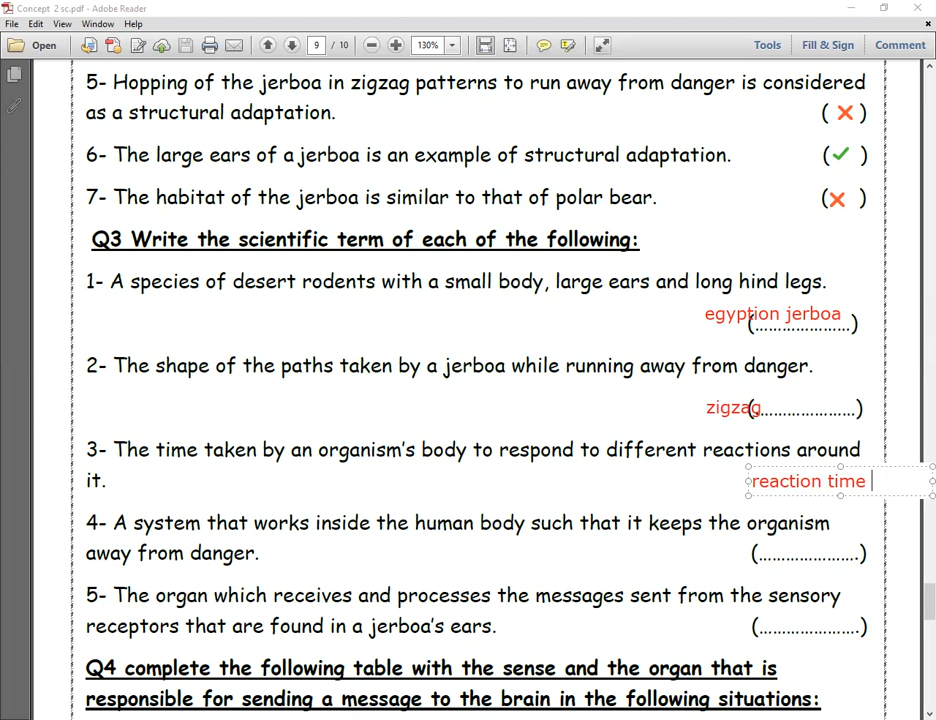 Concept 2 sc.pdf - Adobe Reader
File Edit View Window Help
Open 9 / 10 130% Tools Fill & Sign Comment
5- Hopping of the jerboa in zigzag patterns to run away from danger is considered
as a structural adaptation. ( )
6- The large ears of a jerboa is an example of structural adaptation. ( )
7- The habitat of the jerboa is similar to that of polar bear. ( )
Q3 Write the scientific term of each of the following:
1- A species of desert rodents with a small body, large ears and long hind legs.
egyption jerboa
(.....................)
2- The shape of the paths taken by a jerboa while running away from danger.
zigzag (.....................)
3- The time taken by an organism's body to respond to different reactions around
it. reaction time
4- A system that works inside the human body such that it keeps the organism
away from danger. (.....................)
5- The organ which receives and processes the messages sent from the sensory
receptors that are found in a jerboa's ears. (.....................)
Q4 complete the following table with the sense and the organ that is
responsible for sending a message to the brain in the following situations: